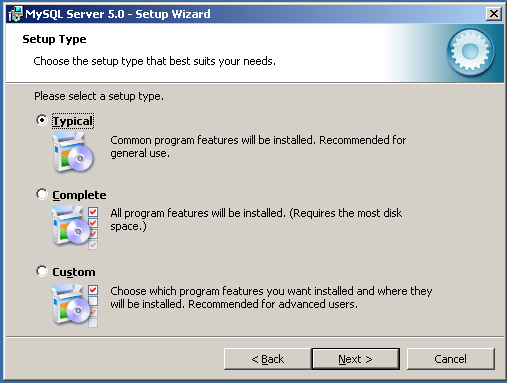 MySQL Server 5.0 - Setup Wizard
Setup Type
Choose the setup type that best suits your needs.
Please select a setup type.
Typical
Common program features will be installed. Recommended for
general use.
Complete
All program features will be installed. (Requires the most disk
space.)
Custom
Choose which program features you want installed and where they
will be installed. Recommended for advanced users.
< Back Next > Cancel